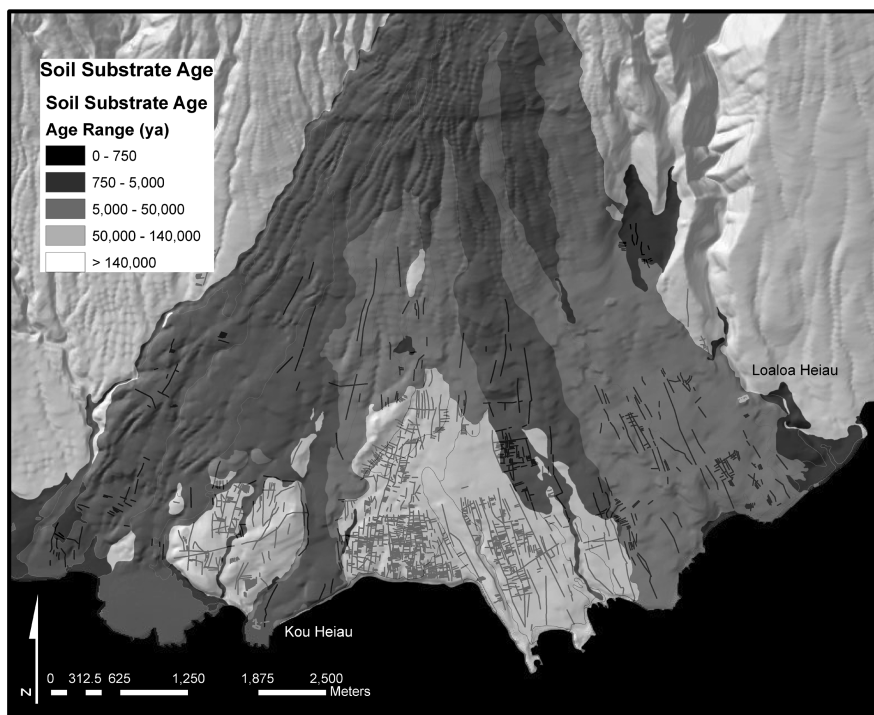 Soil Substrate Age
Soil Substrate Age
Age Range (ya)
0 - 750
750 - 5,000
5,000 - 50,000
50,000 - 140,000
> 140,000
Loaloa Heiau
Kou Heiau
N
0 312.5 625 1,250 1,875 2,500
Meters